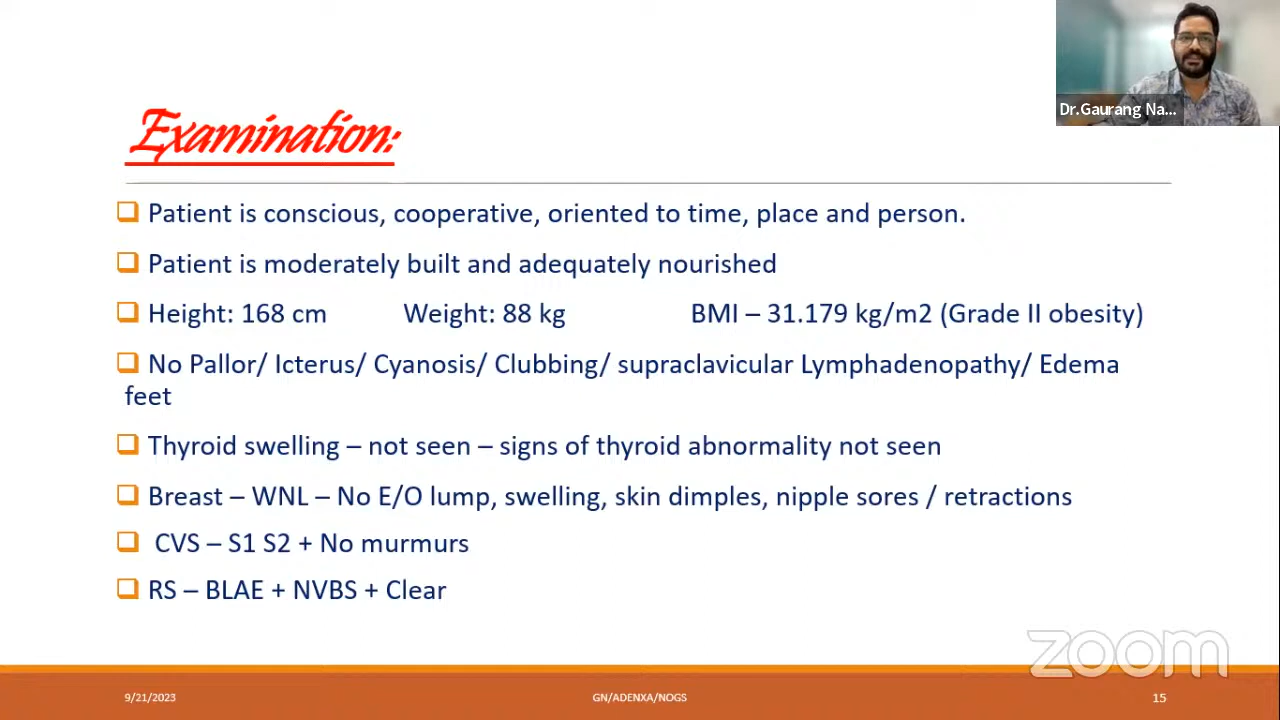 Dr.Gaurang Na...
Examination:
Patient is conscious, cooperative, oriented to time, place and person.
Patient is moderately built and adequately nourished
Height: 168 cm Weight: 88 kg BMI – 31.179 kg/m2 (Grade II obesity)
No Pallor/ Icterus/ Cyanosis/ Clubbing/ supraclavicular Lymphadenopathy/ Edema
feet
Thyroid swelling – not seen – signs of thyroid abnormality not seen
Breast – WNL – No E/O lump, swelling, skin dimples, nipple sores / retractions
CVS – S1 S2 + No murmurs
RS – BLAE + NVBS + Clear
zoom
9/21/2023 GN/ADENXA/NOGS 15